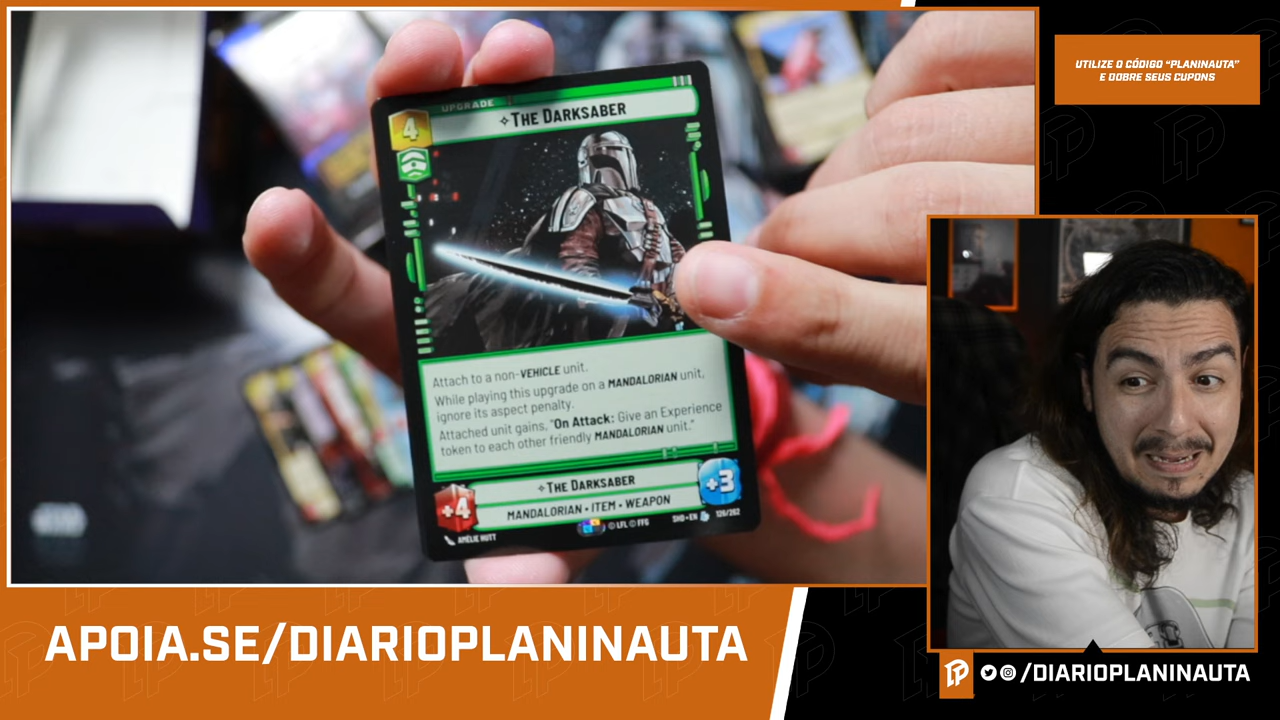 UTILIZE O CÓDIGO “PLANINAUTA”
E DOBRE SEUS CUPONS
UPGRADE
4
THE DARKSABER
Attach to a non-VEHICLE unit.
While playing this upgrade on a MANDALORIAN unit,
ignore its aspect penalty.
Attached unit gains, "On Attack: Give an Experience
token to each other friendly MANDALORIAN unit."
THE DARKSABER
+4
+3
MANDALORIAN • ITEM • WEAPON
AMÉLIE HUTT
© LFL © FFG
SHD • EN
126/262
APOIA.SE/DIARIOPLANINAUTA
/DIARIOPLANINAUTA